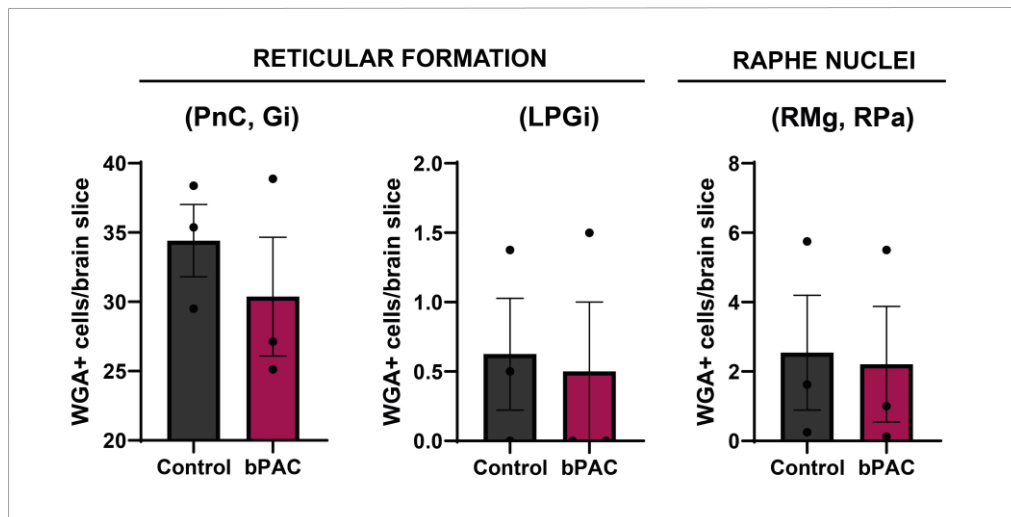 RETICULAR FORMATION
RAPHE NUCLEI
(PnC, Gi)
(LPGi)
(RMg, RPa)
WGA+ cells/brain slice
40
35
30
25
20
Control bPAC
WGA+ cells/brain slice
2.0
1.5
1.0
0.5
0.0
Control bPAC
WGA+ cells/brain slice
8
6
4
2
0
Control bPAC